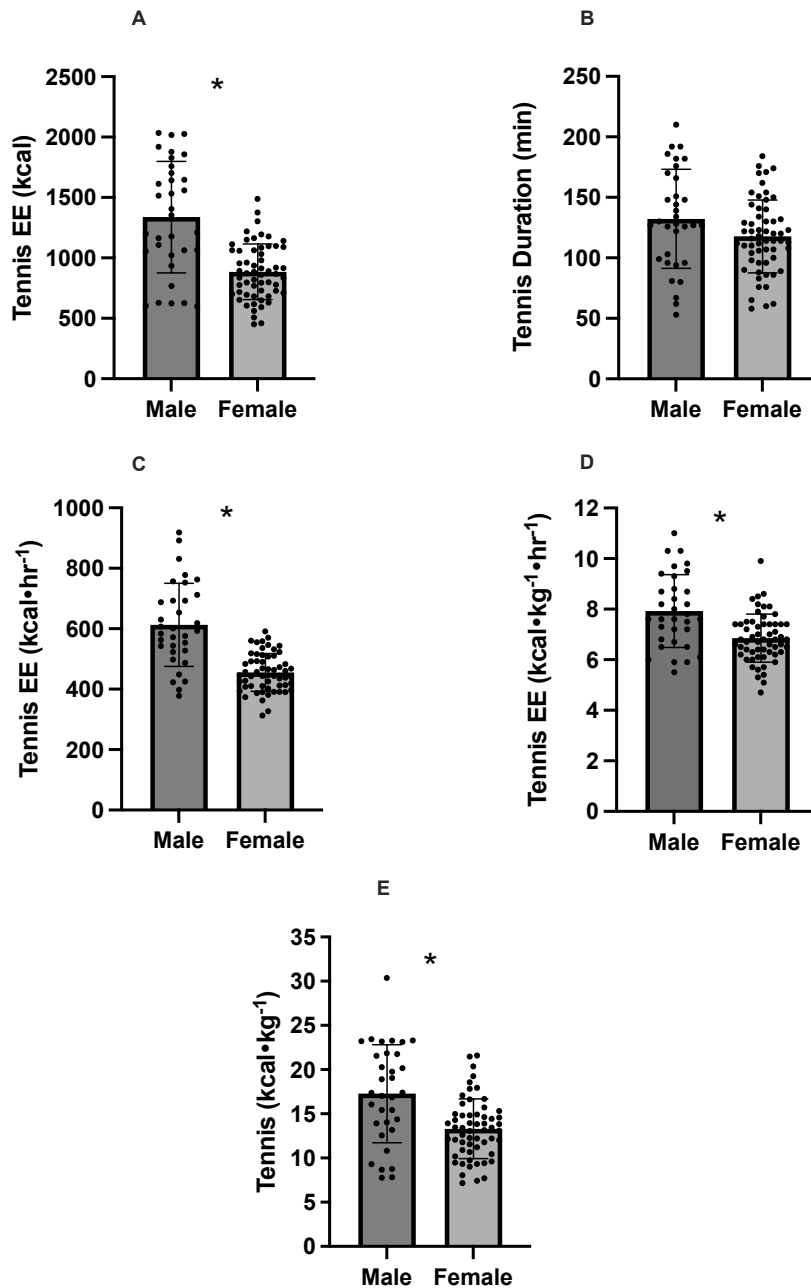 A
Tennis EE (kcal)
2500
2000
1500
1000
500
0
*
Male Female
B
Tennis Duration (min)
250
200
150
100
50
0
Male Female
C
Tennis EE (kcal•hr⁻¹)
1000
800
600
400
200
0
*
Male Female
D
Tennis EE (kcal•kg⁻¹•hr⁻¹)
12
10
8
6
4
2
0
*
Male Female
E
Tennis (kcal•kg⁻¹)
35
30
25
20
15
10
5
0
*
Male Female